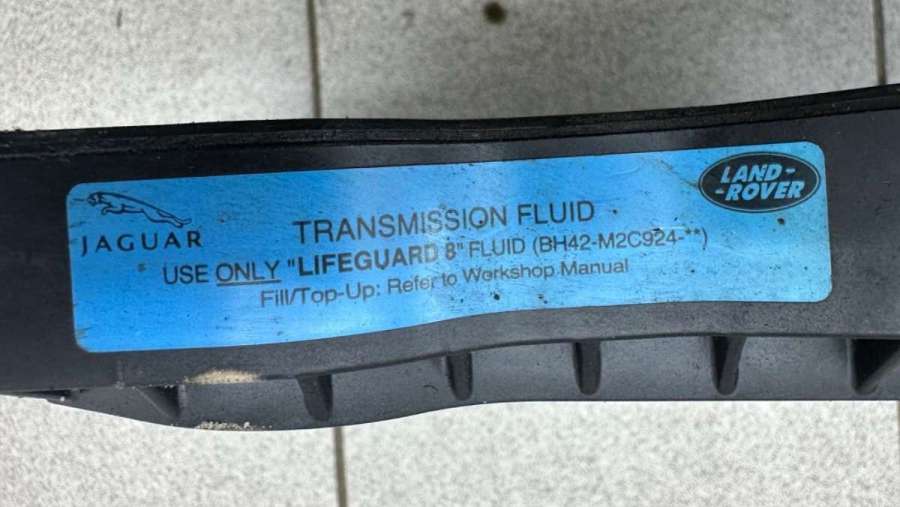 JAGUAR
LAND-
-ROVER
TRANSMISSION FLUID
USE ONLY "LIFEGUARD 8" FLUID (BH42-M2C924-**)
Fill/Top-Up: Refer to Workshop Manual